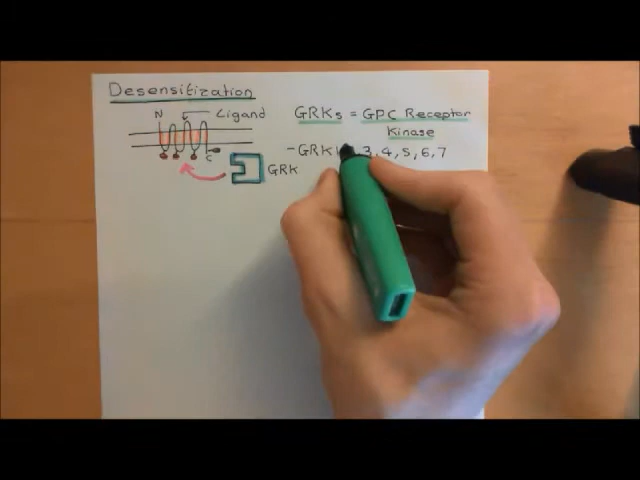 Desensitization
N Ligand
C
GRK
GRKs = GPC Receptor
Kinase
-GRK 3, 4, 5, 6, 7